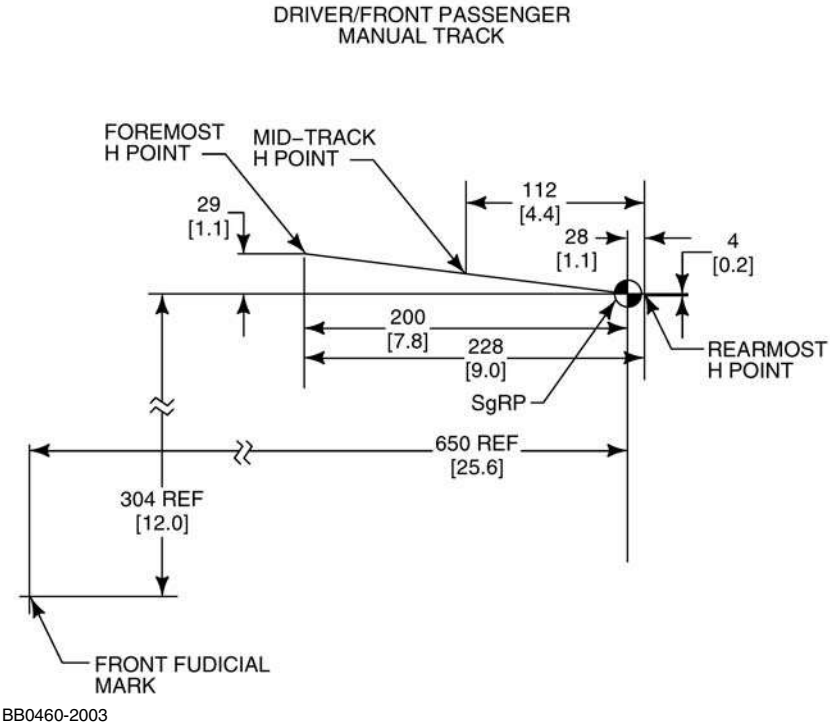 DRIVER/FRONT PASSENGER
MANUAL TRACK
FOREMOST
H POINT
MID-TRACK
H POINT
112
[4.4]
29
[1.1]
28
[1.1]
4
[0.2]
200
[7.8]
228
[9.0]
REARMOST
H POINT
SgRP
650 REF
[25.6]
304 REF
[12.0]
FRONT FUDICIAL
MARK
BB0460-2003